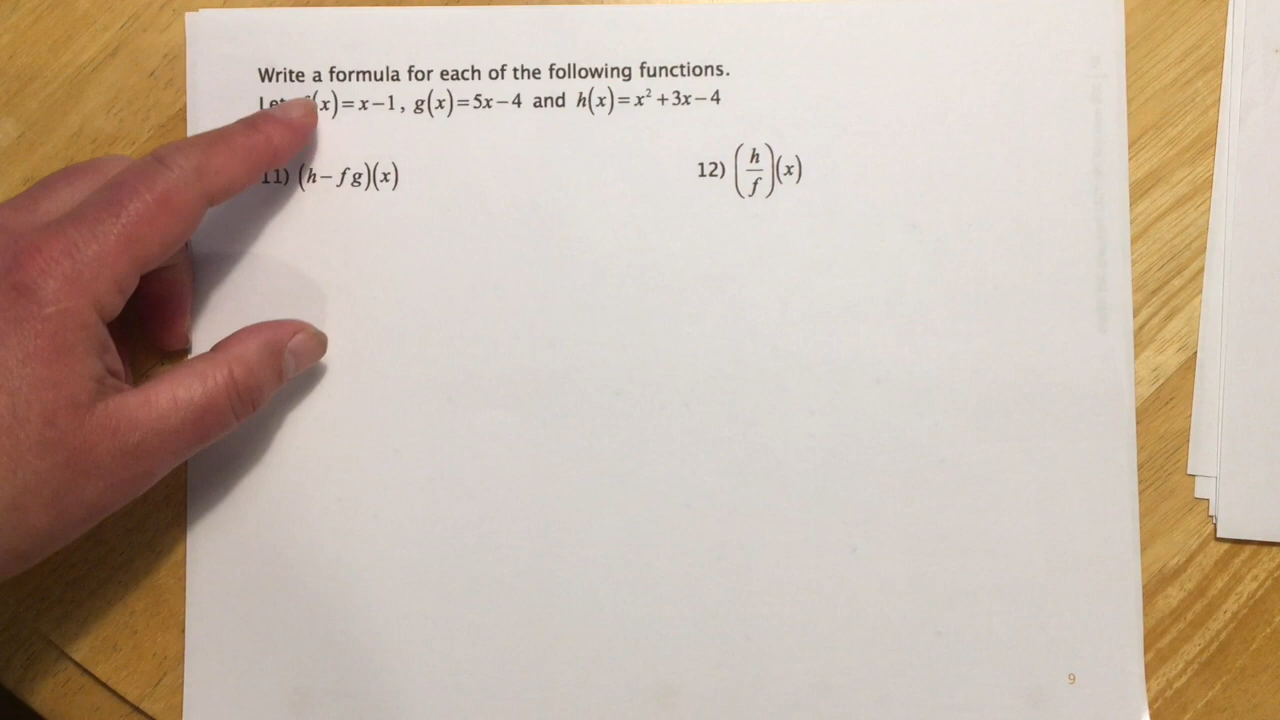 Write a formula for each of the following functions.
Let f(x)=x−1, g(x)=5x−4 and h(x)=x²+3x−4
11) (h−fg)(x)
12) (h/f)(x)
9